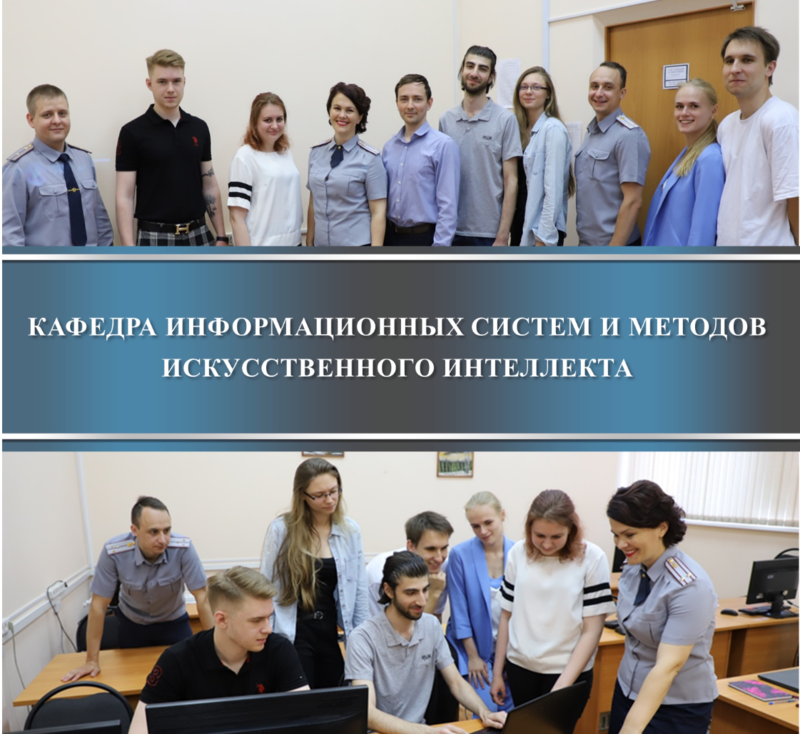 КАФЕДРА ИНФОРМАЦИОННЫХ СИСТЕМ И МЕТОДОВ
ИСКУССТВЕННОГО ИНТЕЛЛЕКТА